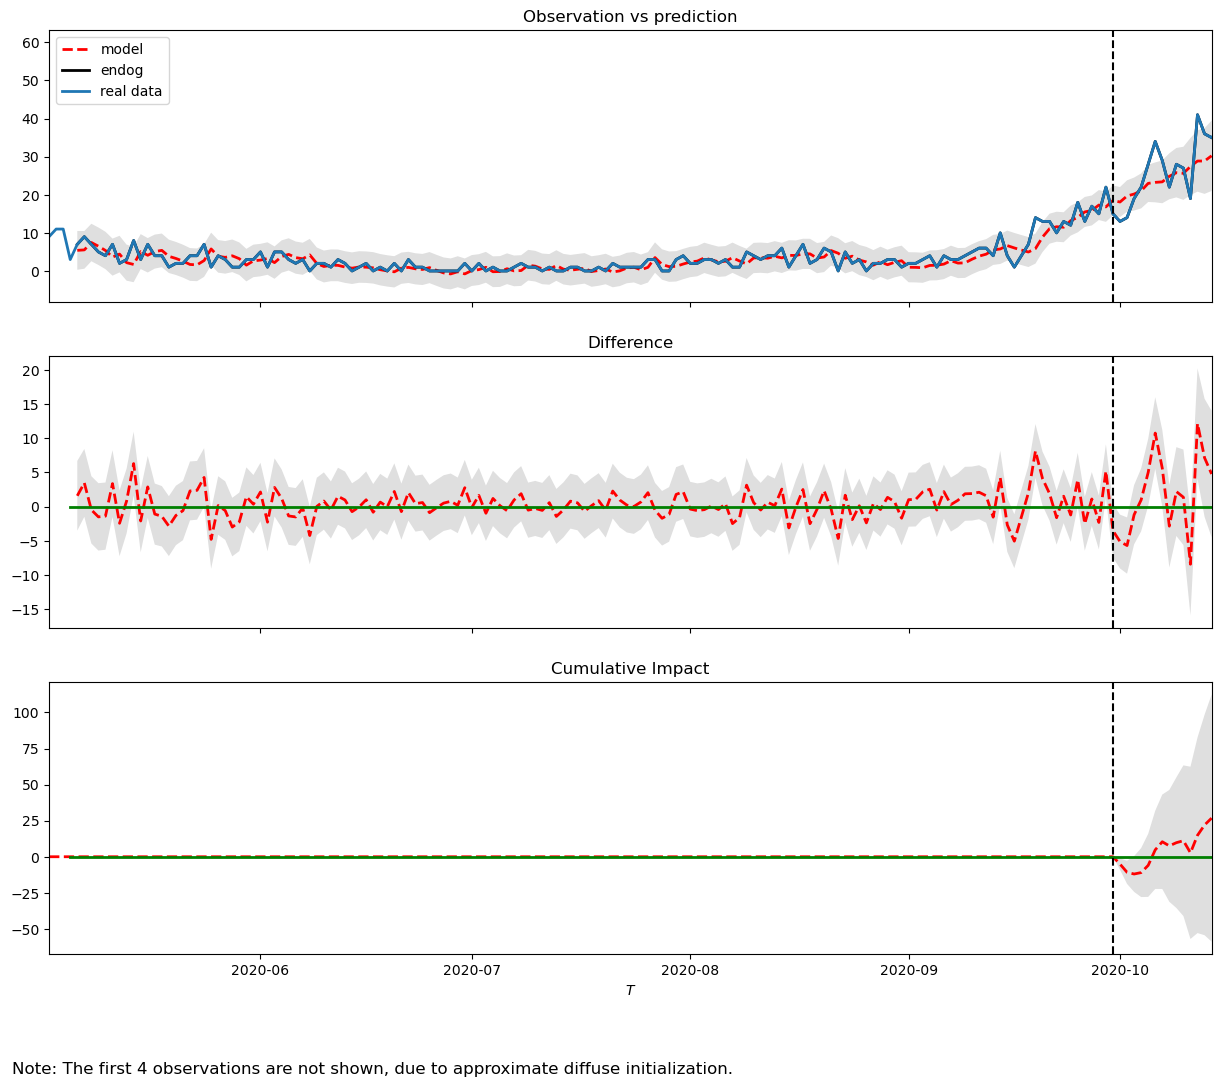 Observation vs prediction
60
50
40
30
20
10
0
model
endog
real data
Difference
20
15
10
5
0
−5
−10
−15
Cumulative Impact
100
75
50
25
0
−25
−50
2020-06 2020-07 2020-08 2020-09 2020-10
T
Note: The first 4 observations are not shown, due to approximate diffuse initialization.